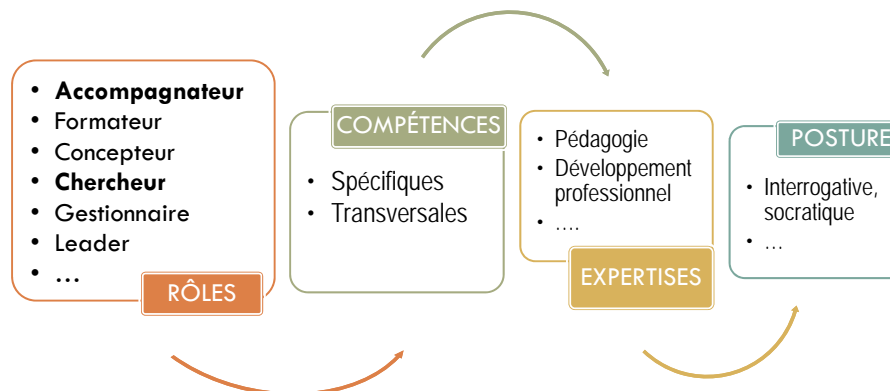 • Accompagnateur
• Formateur
• Concepteur
• Chercheur
• Gestionnaire
• Leader
• ...
RÔLES
COMPÉTENCES
• Spécifiques
• Transversales
• Pédagogie
• Développement
professionnel
• ....
EXPERTISES
POSTURE
• Interrogative,
socratique
• ...